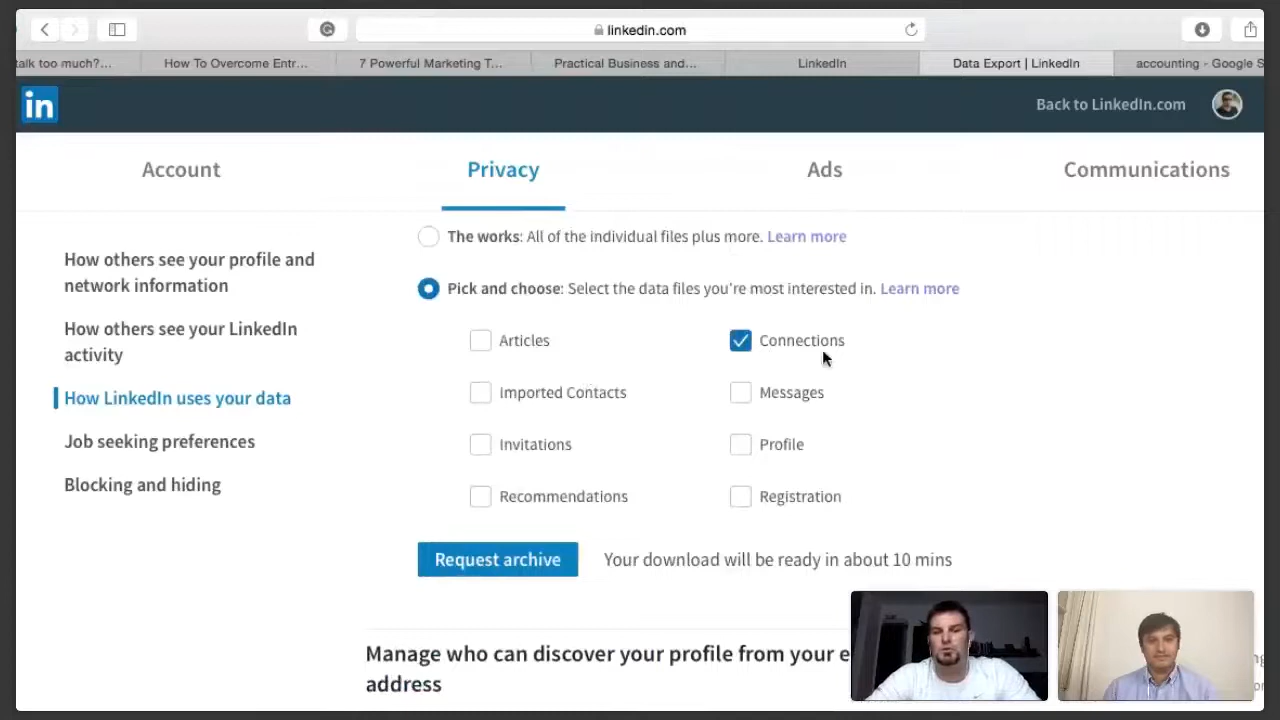 linkedin.com
talk too much?...
How To Overcome Entr...
7 Powerful Marketing T...
Practical Business and...
LinkedIn
Data Export | LinkedIn
accounting - Google S
in
Back to LinkedIn.com
Account
Privacy
Ads
Communications
How others see your profile and
network information
How others see your LinkedIn
activity
How LinkedIn uses your data
Job seeking preferences
Blocking and hiding
The works: All of the individual files plus more. Learn more
Pick and choose: Select the data files you're most interested in. Learn more
Articles
Connections
Imported Contacts
Messages
Invitations
Profile
Recommendations
Registration
Request archive
Your download will be ready in about 10 mins
Manage who can discover your profile from your e
address